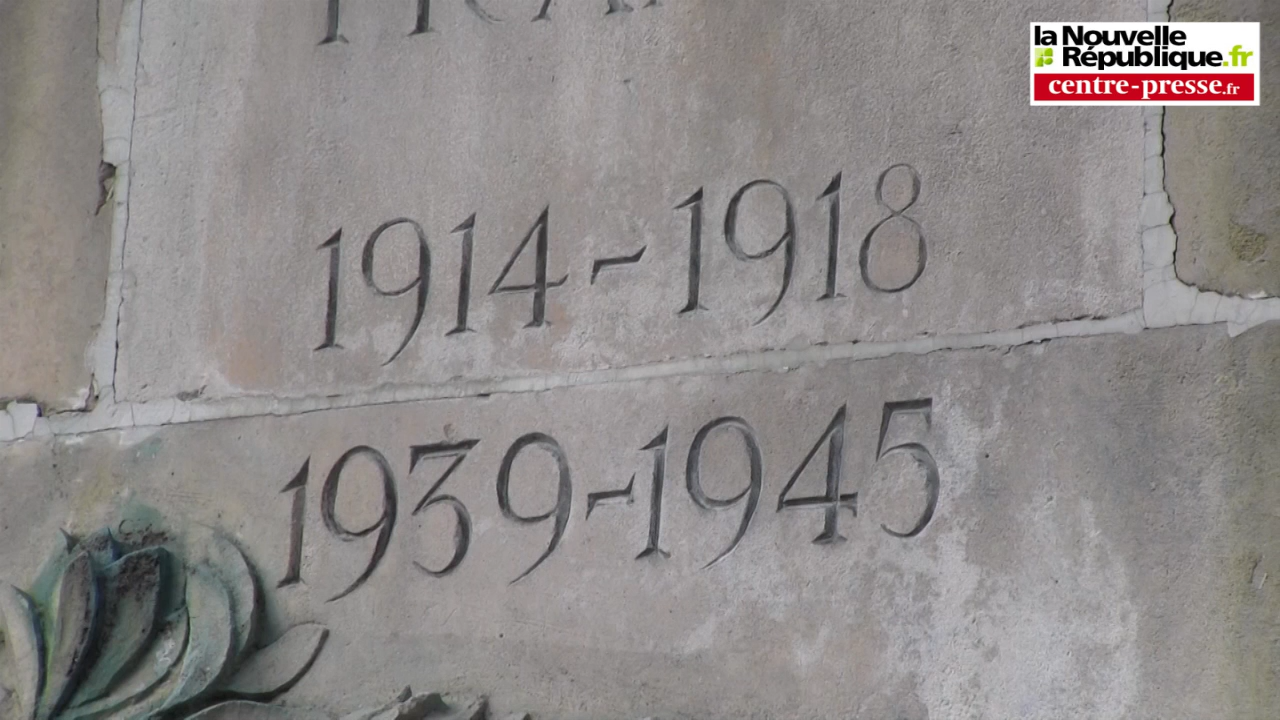 la Nouvelle
République.fr
centre-presse.fr
1914-1918
1939-1945